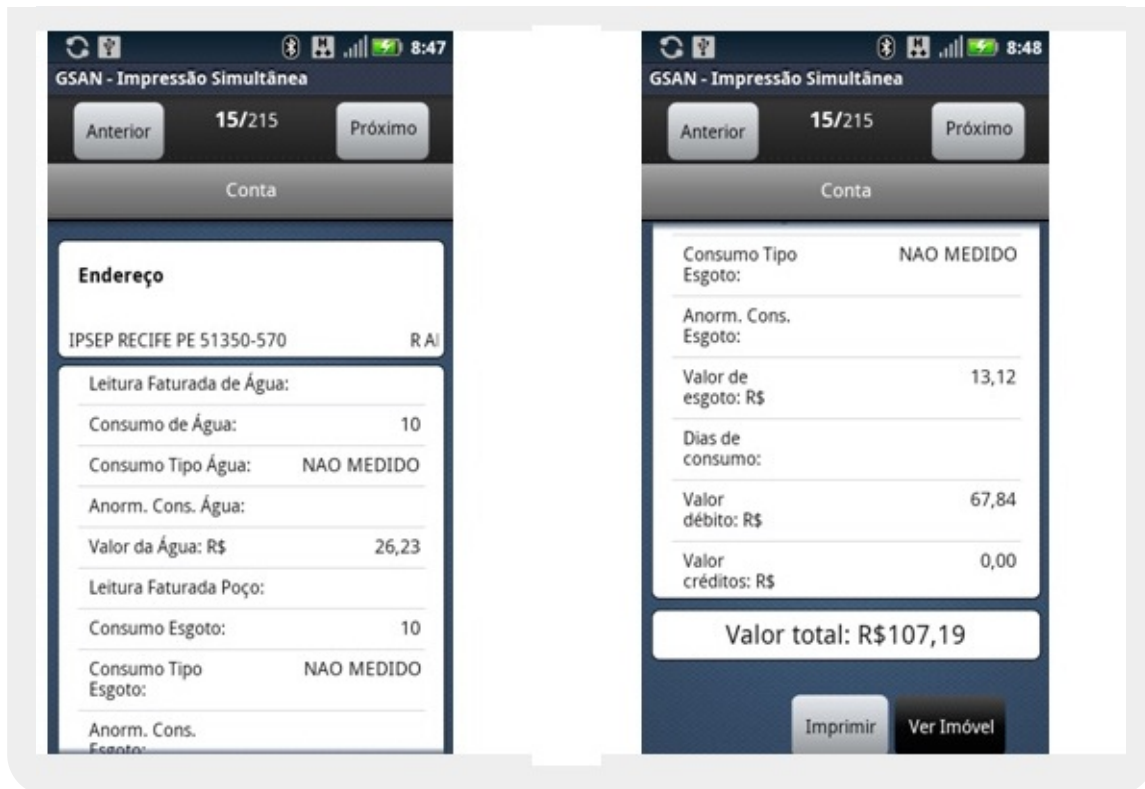 8:47
GSAN - Impressão Simultânea
Anterior 15/215 Próximo
Conta
Endereço
IPSEP RECIFE PE 51350-570 R A
Leitura Faturada de Água:
Consumo de Água: 10
Consumo Tipo Água: NAO MEDIDO
Anorm. Cons. Água:
Valor da Água: R$ 26,23
Leitura Faturada Poço:
Consumo Esgoto: 10
Consumo Tipo NAO MEDIDO
Esgoto:
Anorm. Cons.
Esgoto:
8:48
GSAN - Impressão Simultânea
Anterior 15/215 Próximo
Conta
Consumo Tipo NAO MEDIDO
Esgoto:
Anorm. Cons.
Esgoto:
Valor de 13,12
esgoto: R$
Dias de
consumo:
Valor 67,84
débito: R$
Valor 0,00
créditos: R$
Valor total: R$107,19
Imprimir Ver Imóvel